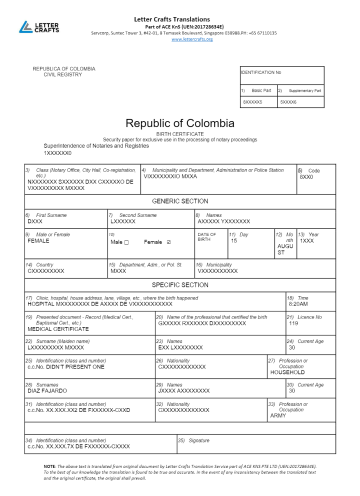 LETTER
CRAFTS
Letter Crafts Translations
Part of ACE KnS (UEN:201728834E)
Servcorp, Suntec Tower 3, #42-01, 8 Temasek Boulevard, Singapore 038988 PH: +65 67110135
www.lettercrafts.org
REPUBLICA OF COLOMBIA
CIVIL REGISTRY
IDENTIFICATION No
1) Basic Part 2) Supplementary Part
5XXXXX5 5XXXX5
Republic of Colombia
BIRTH CERTIFICATE
Security paper for exclusive use in the processing of notary proceedings
Superintendence of Notaries and Registries
1XXXXXX0
3) Class (Notary Office, City Hall, Co-registration, etc.) 4) Municipality and Department. Administration or Police Station 5) Code
NXXXXXXX SXXXXXX DXX CXXXXXO DE VXXXXXXXXX MXXXX VXXXXXXXXXO MXXA 8XX0
GENERIC SECTION
6) First Surname 7) Second Surname 8) Names
DXXX LXXXXXX AXXXXX YXXXXXXX
9) Male or Female 10) DATE OF BIRTH 11) Day 12) Month 13) Year
FEMALE Male ☐ Female ☑ 15 AUGUST 1XXX
14) Country 15) Department. Adm. or Pol. St. 16) Municipality
CXXXXXXXXX MXXX VXXXXXXXXXX
SPECIFIC SECTION
17) Clinic, hospital, house address, lane, village, etc. where the birth happened 18) Time
HOSPITAL MXXXXXXXX DE AXXXX DE VXXXXXXXXXXX 8:20AM
19) Presented document - Record (Medical Cert., Baptismal Cert., etc.) 20) Name of the professional that certified the birth 21) Licence No
MEDICAL CERTIFICATE GXXXXX RXXXXXX DXXXXXXXXX 119
22) Surname (Maiden name) 23) Names 24) Current Age
LXXXXXXXXX MXXXX EXX LXXXXXXXX 30
25) Identification (class and number) 26) Nationality 27) Profession or Occupation
c.c.No. DIDN'T PRESENT ONE CXXXXXXXXXXXX HOUSEHOLD
28) Surnames 29) Names 30) Current Age
DIAZ FAJARDO JXXXX AXXXXXXXXX 30
31) Identification (class and number) 32) Nationality 33) Profession or Occupation
c.c.No. XX.XXX.XX2 DE FXXXXXX-CXXD CXXXXXXXXXXXXX ARMY
34) Identification (class and number) 35) Signature
c.c.No. XX.XXX.X7X DE FXXXXXX-CXXXX
NOTE: The above text is translated from original document by Letter Crafts Translation Service part of ACE KNS PTE LTD (UEN:201728834E)
To the best of our knowledge the translation is found to be true and accurate. In the event of any inconsistency between the translated text
and the original certificate, the original shall prevail.